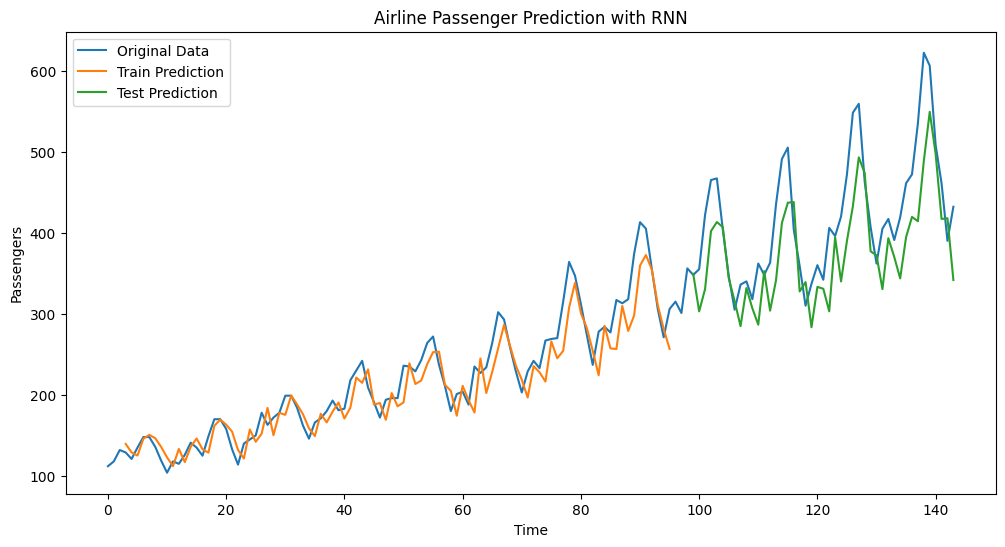 Airline Passenger Prediction with RNN
Original Data
Train Prediction
Test Prediction
Passengers
600
500
400
300
200
100
0
20
40
60
80
100
120
140
Time